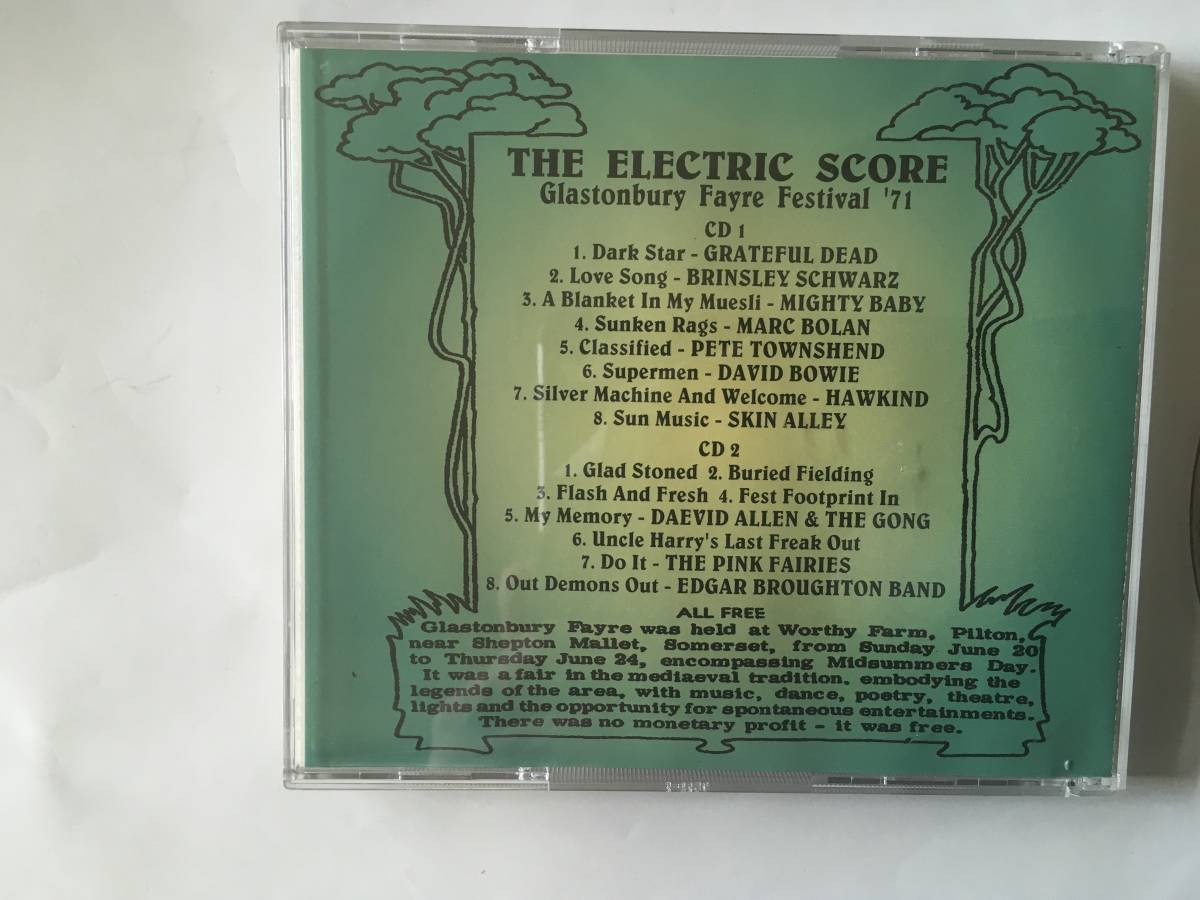 THE ELECTRIC SCORE
Glastonbury Fayre Festival '71
CD 1
1. Dark Star - GRATEFUL DEAD
2. Love Song - BRINSLEY SCHWARZ
3. A Blanket In My Muesli - MIGHTY BABY
4. Sunken Rags - MARC BOLAN
5. Classified - PETE TOWNSHEND
6. Supermen - DAVID BOWIE
7. Silver Machine And Welcome - HAWKIND
8. Sun Music - SKIN ALLEY
CD 2
1. Glad Stoned 2. Buried Fielding
3. Flash And Fresh 4. Fest Footprint In
5. My Memory - DAEVID ALLEN & THE GONG
6. Uncle Harry's Last Freak Out
7. Do It - THE PINK FAIRIES
8. Out Demons Out - EDGAR BROUGHTON BAND
ALL FREE
Glastonbury Fayre was held at Worthy Farm, Pilton,
near Shepton Mallet, Somerset, from Sunday June 20
to Thursday June 24, encompassing Midsummers Day.
It was a fair in the mediaeval tradition, embodying the
legends of the area, with music, dance, poetry, theatre,
lights and the opportunity for spontaneous entertainments.
There was no monetary profit - it was free.